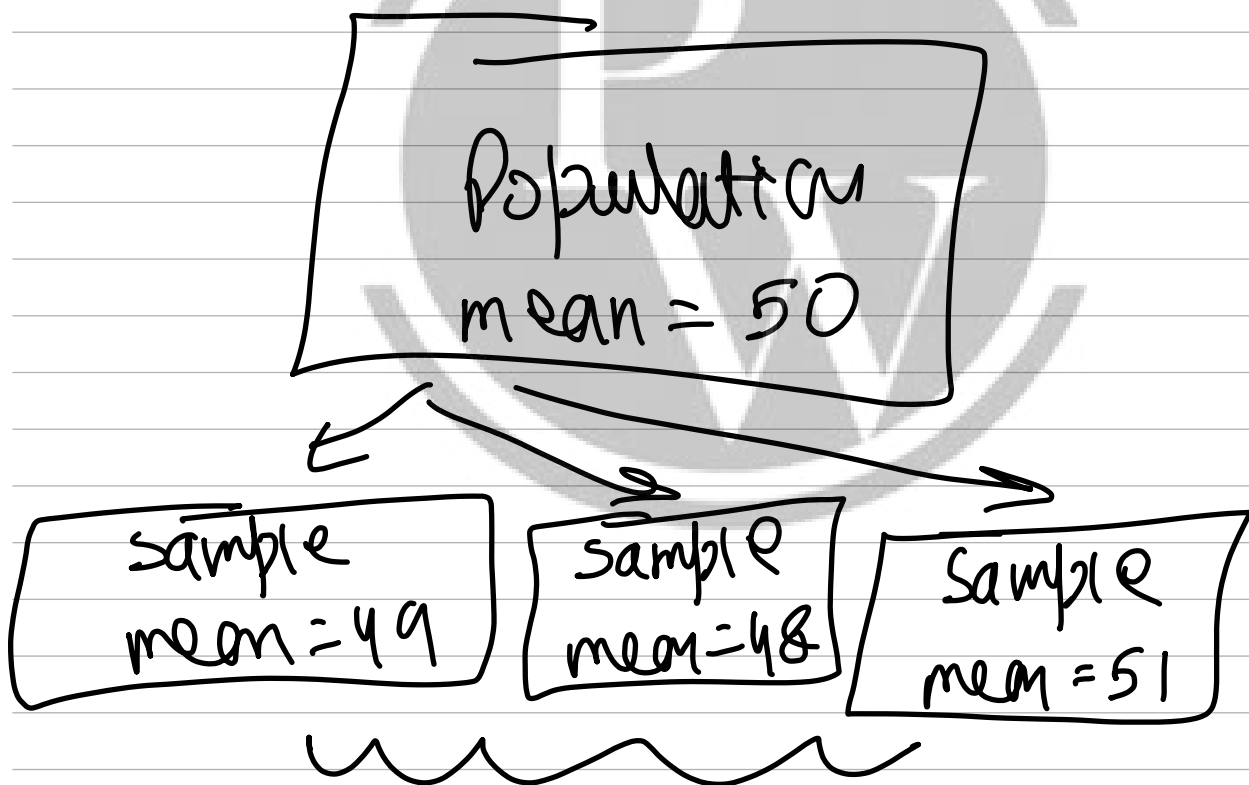 P
W
Population
mean = 50
sample
mean = 49
sample
mean = 48
sample
mean = 51